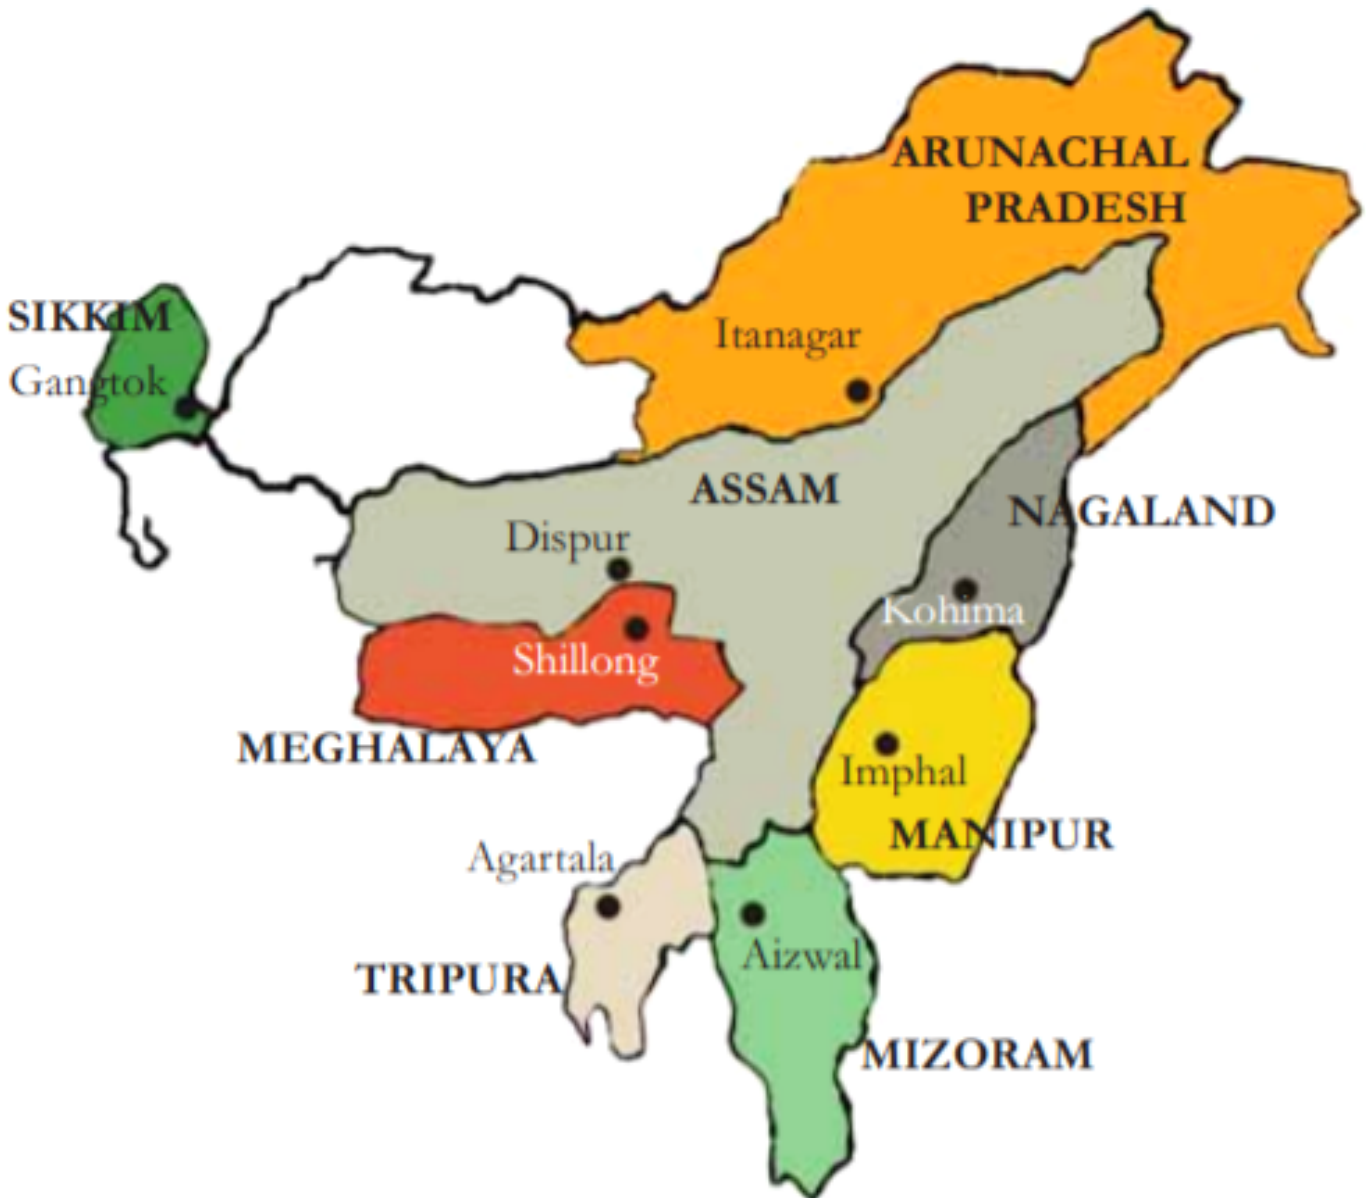 ARUNACHAL
PRADESH
SIKKIM
Itanagar
Gangtok
ASSAM
NAGALAND
Dispur
Kohima
Shillong
MEGHALAYA
Imphal
MANIPUR
Agartala
Aizwal
TRIPURA
MIZORAM